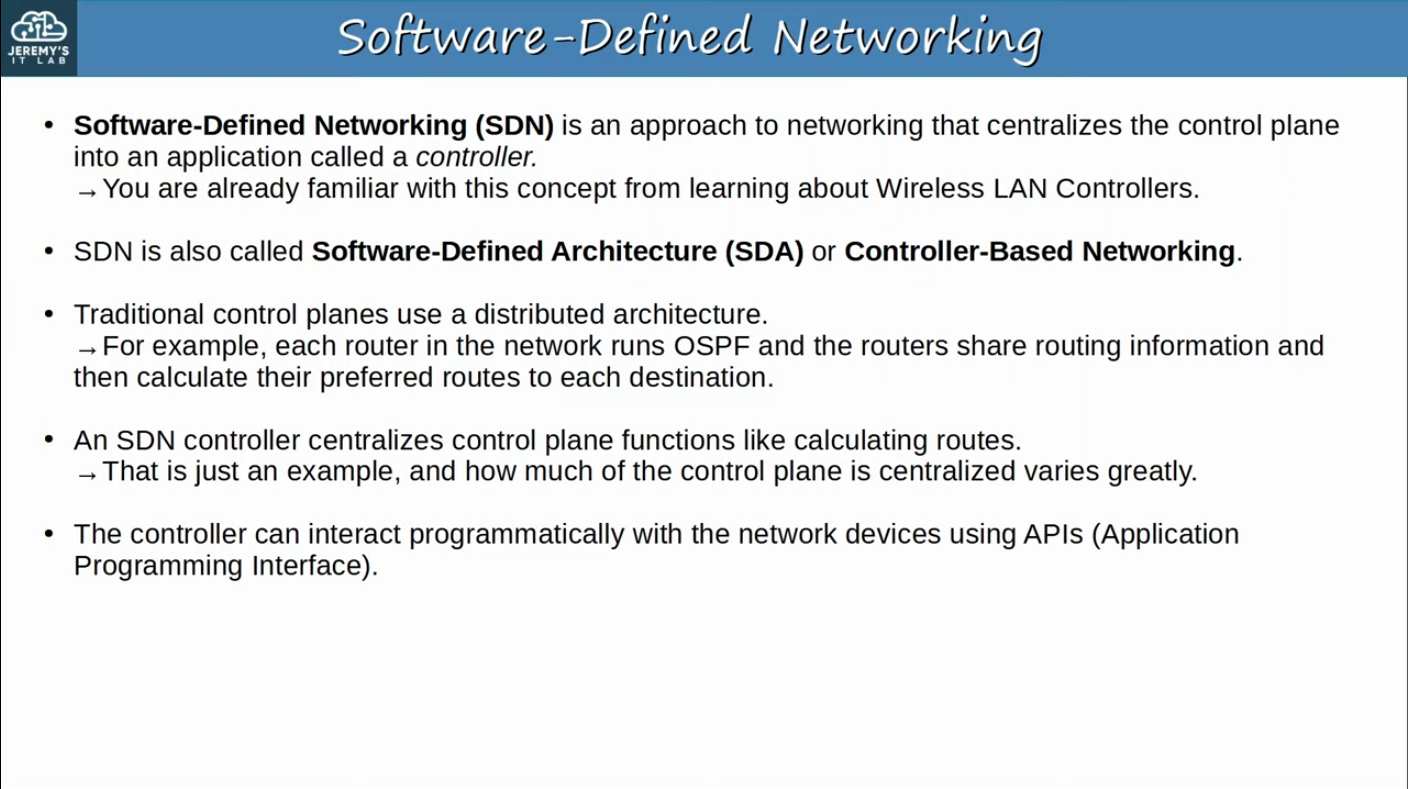 JEREMY'S
IT LAB
Software-Defined Networking
• Software-Defined Networking (SDN) is an approach to networking that centralizes the control plane
into an application called a controller.
→You are already familiar with this concept from learning about Wireless LAN Controllers.
• SDN is also called Software-Defined Architecture (SDA) or Controller-Based Networking.
• Traditional control planes use a distributed architecture.
→For example, each router in the network runs OSPF and the routers share routing information and
then calculate their preferred routes to each destination.
• An SDN controller centralizes control plane functions like calculating routes.
→That is just an example, and how much of the control plane is centralized varies greatly.
• The controller can interact programmatically with the network devices using APIs (Application
Programming Interface).